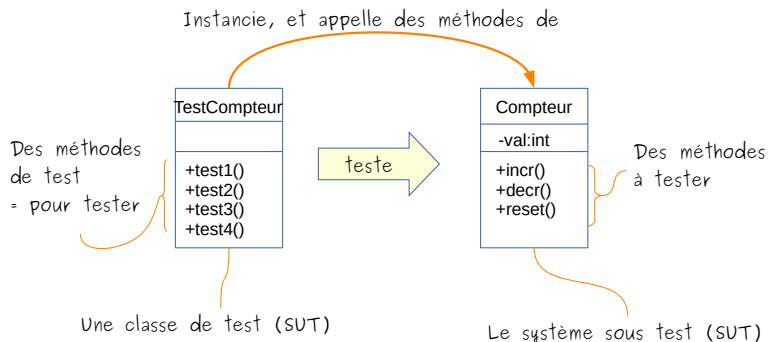 Instancie, et appelle des méthodes de
TestCompteur
+test1()
+test2()
+test3()
+test4()
Des méthodes
de test
= pour tester
teste
Compteur
-val:int
+incr()
+decr()
+reset()
Des méthodes
à tester
Une classe de test (SUT)
Le système sous test (SUT)